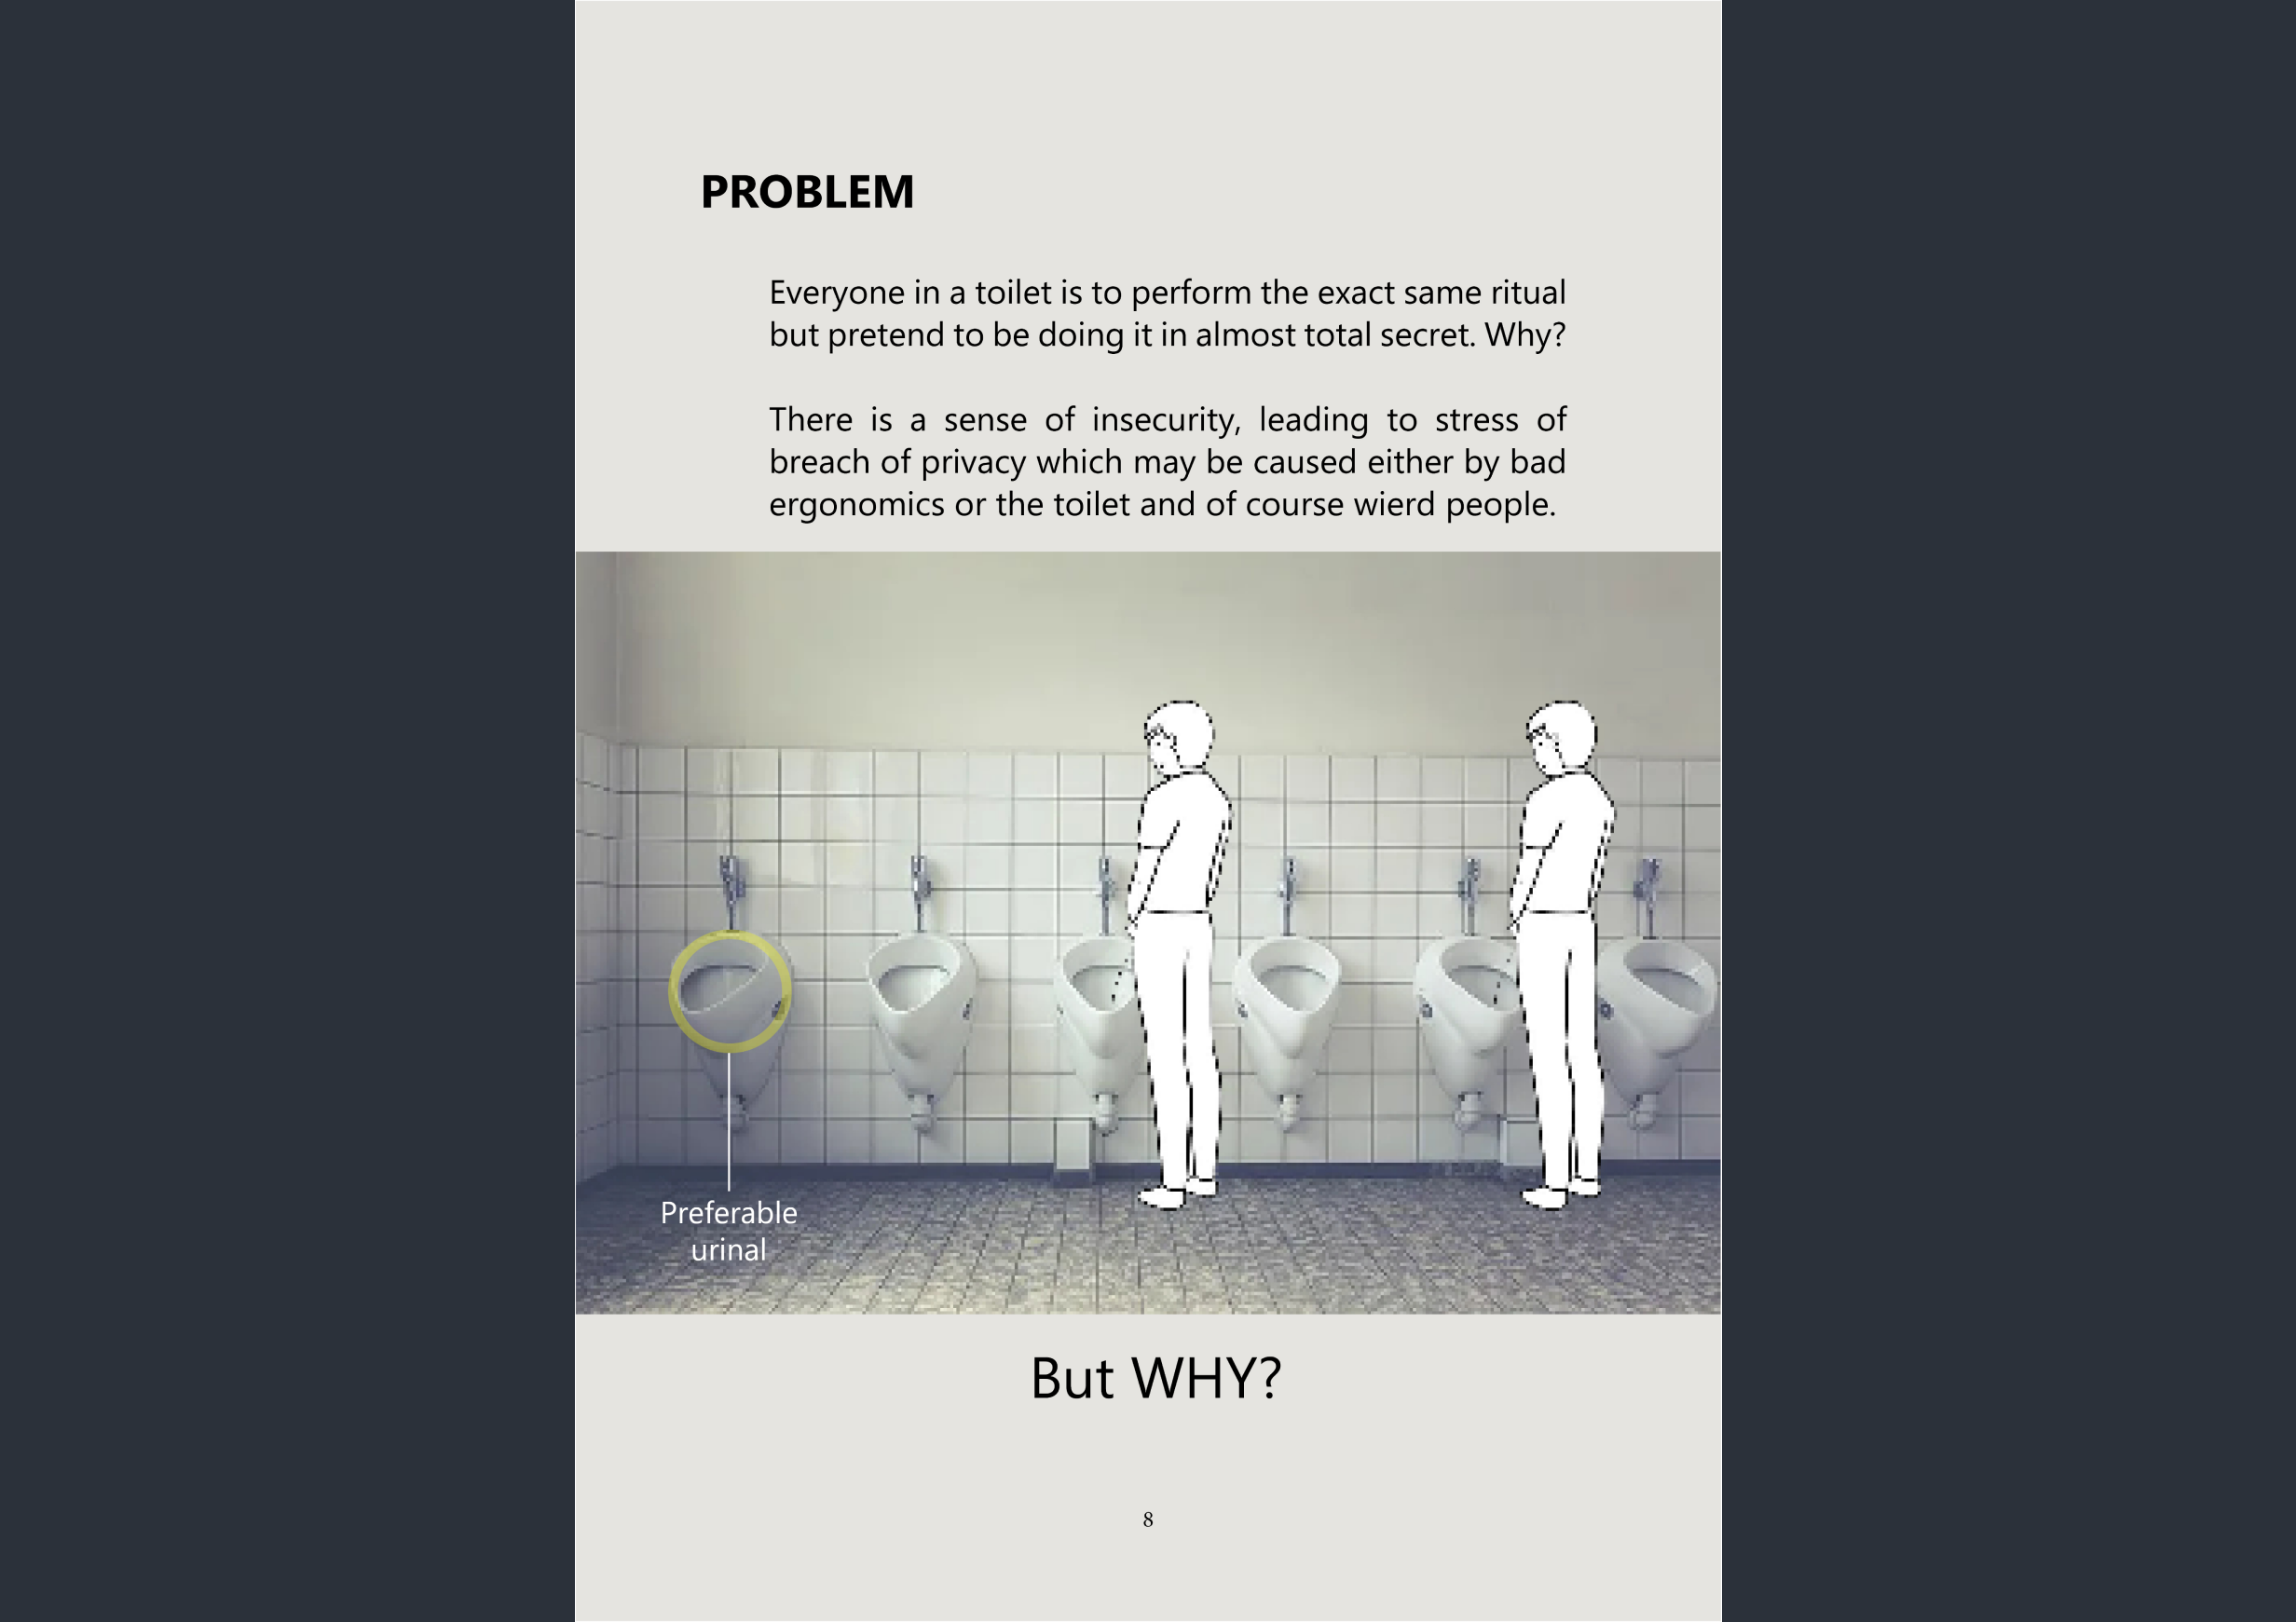 PROBLEM
Everyone in a toilet is to perform the exact same ritual
but pretend to be doing it in almost total secret. Why?
There is a sense of insecurity, leading to stress of
breach of privacy which may be caused either by bad
ergonomics or the toilet and of course wierd people.
Preferable
urinal
But WHY?
8